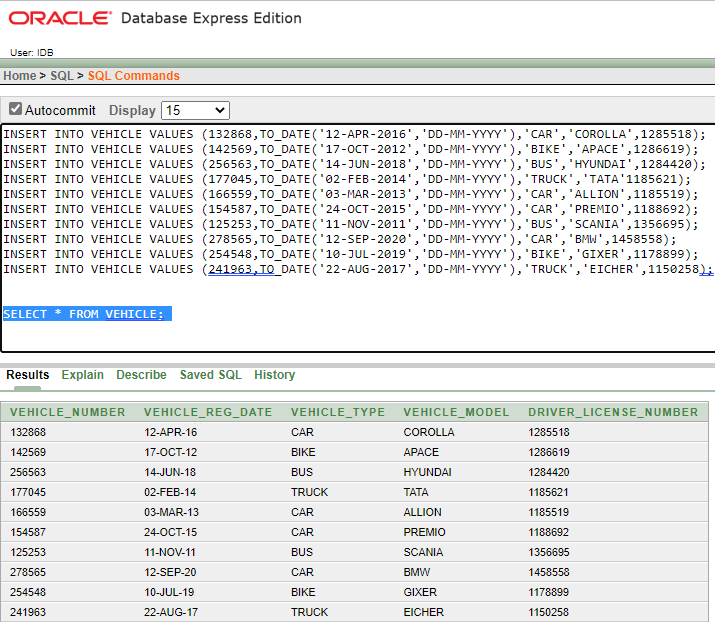 ORACLE® Database Express Edition
User: IDB
Home > SQL > SQL Commands
Autocommit Display 15
INSERT INTO VEHICLE VALUES (132868,TO_DATE('12-APR-2016','DD-MM-YYYY'),'CAR','COROLLA',1285518);
INSERT INTO VEHICLE VALUES (142569,TO_DATE('17-OCT-2012','DD-MM-YYYY'),'BIKE','APACE',1286619);
INSERT INTO VEHICLE VALUES (256563,TO_DATE('14-JUN-2018','DD-MM-YYYY'),'BUS','HYUNDAI',1284420);
INSERT INTO VEHICLE VALUES (177045,TO_DATE('02-FEB-2014','DD-MM-YYYY'),'TRUCK','TATA'1185621);
INSERT INTO VEHICLE VALUES (166559,TO_DATE('03-MAR-2013','DD-MM-YYYY'),'CAR','ALLION',1185519);
INSERT INTO VEHICLE VALUES (154587,TO_DATE('24-OCT-2015','DD-MM-YYYY'),'CAR','PREMIO',1188692);
INSERT INTO VEHICLE VALUES (125253,TO_DATE('11-NOV-2011','DD-MM-YYYY'),'BUS','SCANIA',1356695);
INSERT INTO VEHICLE VALUES (278565,TO_DATE('12-SEP-2020','DD-MM-YYYY'),'CAR','BMW',1458558);
INSERT INTO VEHICLE VALUES (254548,TO_DATE('10-JUL-2019','DD-MM-YYYY'),'BIKE','GIXER',1178899);
INSERT INTO VEHICLE VALUES (241963,TO_DATE('22-AUG-2017','DD-MM-YYYY'),'TRUCK','EICHER',1150258);
SELECT * FROM VEHICLE;
Results Explain Describe Saved SQL History
VEHICLE_NUMBER VEHICLE_REG_DATE VEHICLE_TYPE VEHICLE_MODEL DRIVER_LICENSE_NUMBER
132868 12-APR-16 CAR COROLLA 1285518
142569 17-OCT-12 BIKE APACE 1286619
256563 14-JUN-18 BUS HYUNDAI 1284420
177045 02-FEB-14 TRUCK TATA 1185621
166559 03-MAR-13 CAR ALLION 1185519
154587 24-OCT-15 CAR PREMIO 1188692
125253 11-NOV-11 BUS SCANIA 1356695
278565 12-SEP-20 CAR BMW 1458558
254548 10-JUL-19 BIKE GIXER 1178899
241963 22-AUG-17 TRUCK EICHER 1150258